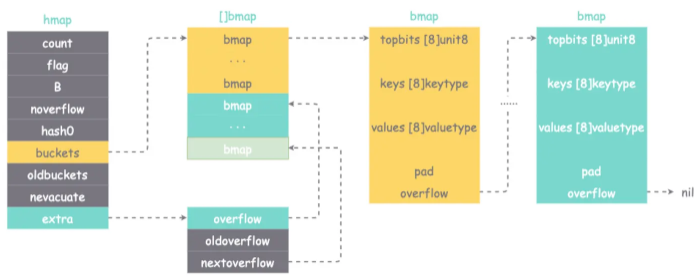 hmap
count
flag
B
noverflow
hash0
buckets
oldbuckets
nevacuate
extra
[]bmap
bmap
...
bmap
bmap
...
bmap
overflow
oldoverflow
nextoverflow
bmap
topbits [8]unit8
keys [8]keytype
values [8]valuetype
pad
overflow
......
bmap
topbits [8]unit8
keys [8]keytype
values [8]valuetype
pad
overflow
nil